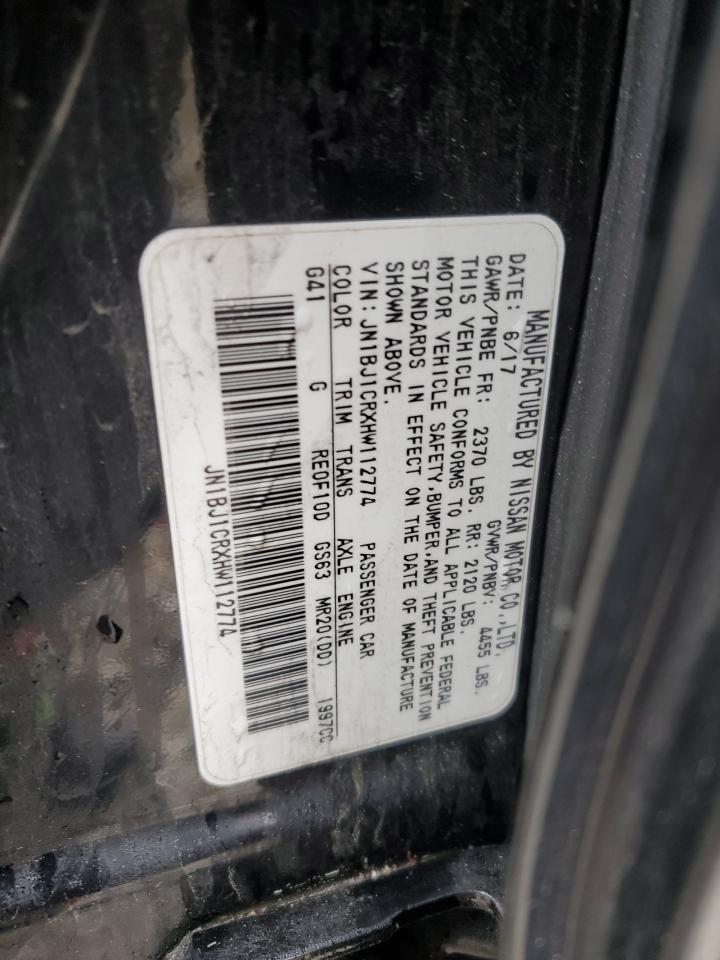 MANUFACTURED BY NISSAN MOTOR CO.,LTD.
DATE: 6/17 GVWR/PNBV: 4455 LBS.
GAWR/PNBE FR: 2370 LBS. RR: 2120 LBS.
THIS VEHICLE CONFORMS TO ALL APPLICABLE FEDERAL
MOTOR VEHICLE SAFETY,BUMPER,AND THEFT PREVENTION
STANDARDS IN EFFECT ON THE DATE OF MANUFACTURE
SHOWN ABOVE.
VIN:JN1BJ1CRXHW112774 PASSENGER CAR
COLOR TRIM TRANS AXLE ENGINE
G41 G RE0F10D GS63 MR20(DD) 1997CC
JN1BJ1CRXHW112774